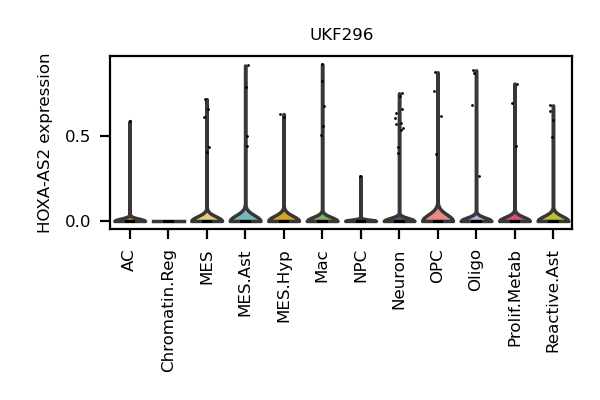 UKF296
HOXA-AS2 expression
0.5
0.0
AC
Chromatin.Reg
MES
MES.Ast
MES.Hyp
Mac
NPC
Neuron
OPC
Oligo
Prolif.Metab
Reactive.Ast